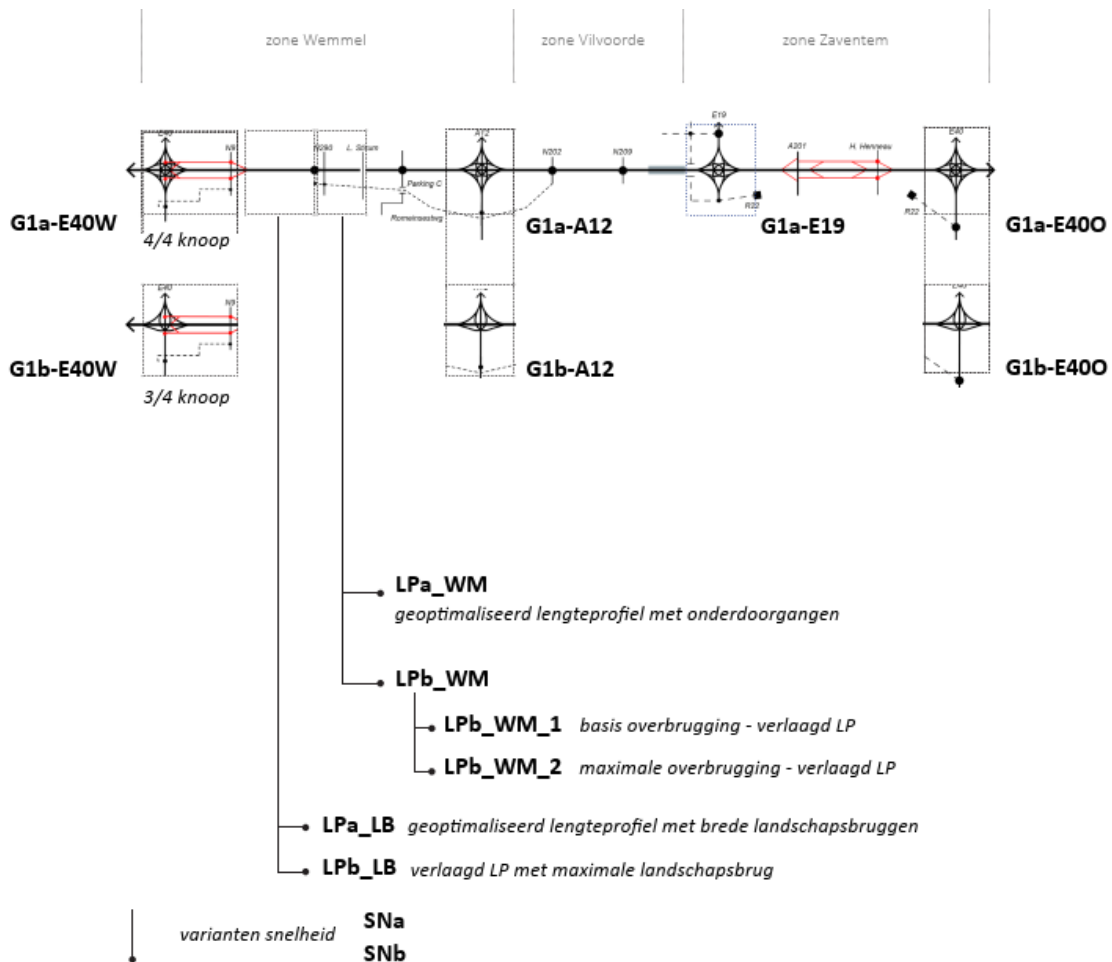 zone Wemmel
zone Vilvoorde
zone Zaventem
E40
N9
N290
L. Strum
A12
N202
N209
E19
A201
H. Henneau
E40
Parking C
Romeinsesteeg
R22
R22
G1a-E40W
4/4 knoop
G1a-A12
G1a-E19
G1a-E40O
E40
N9
E40
G1b-E40W
3/4 knoop
G1b-A12
G1b-E40O
LPa_WM
geoptimaliseerd lengteprofiel met onderdoorgangen
LPb_WM
LPb_WM_1 basis overbrugging - verlaagd LP
LPb_WM_2 maximale overbrugging - verlaagd LP
LPa_LB geoptimaliseerd lengteprofiel met brede landschapsbruggen
LPb_LB verlaagd LP met maximale landschapsbrug
varianten snelheid
SNa
SNb